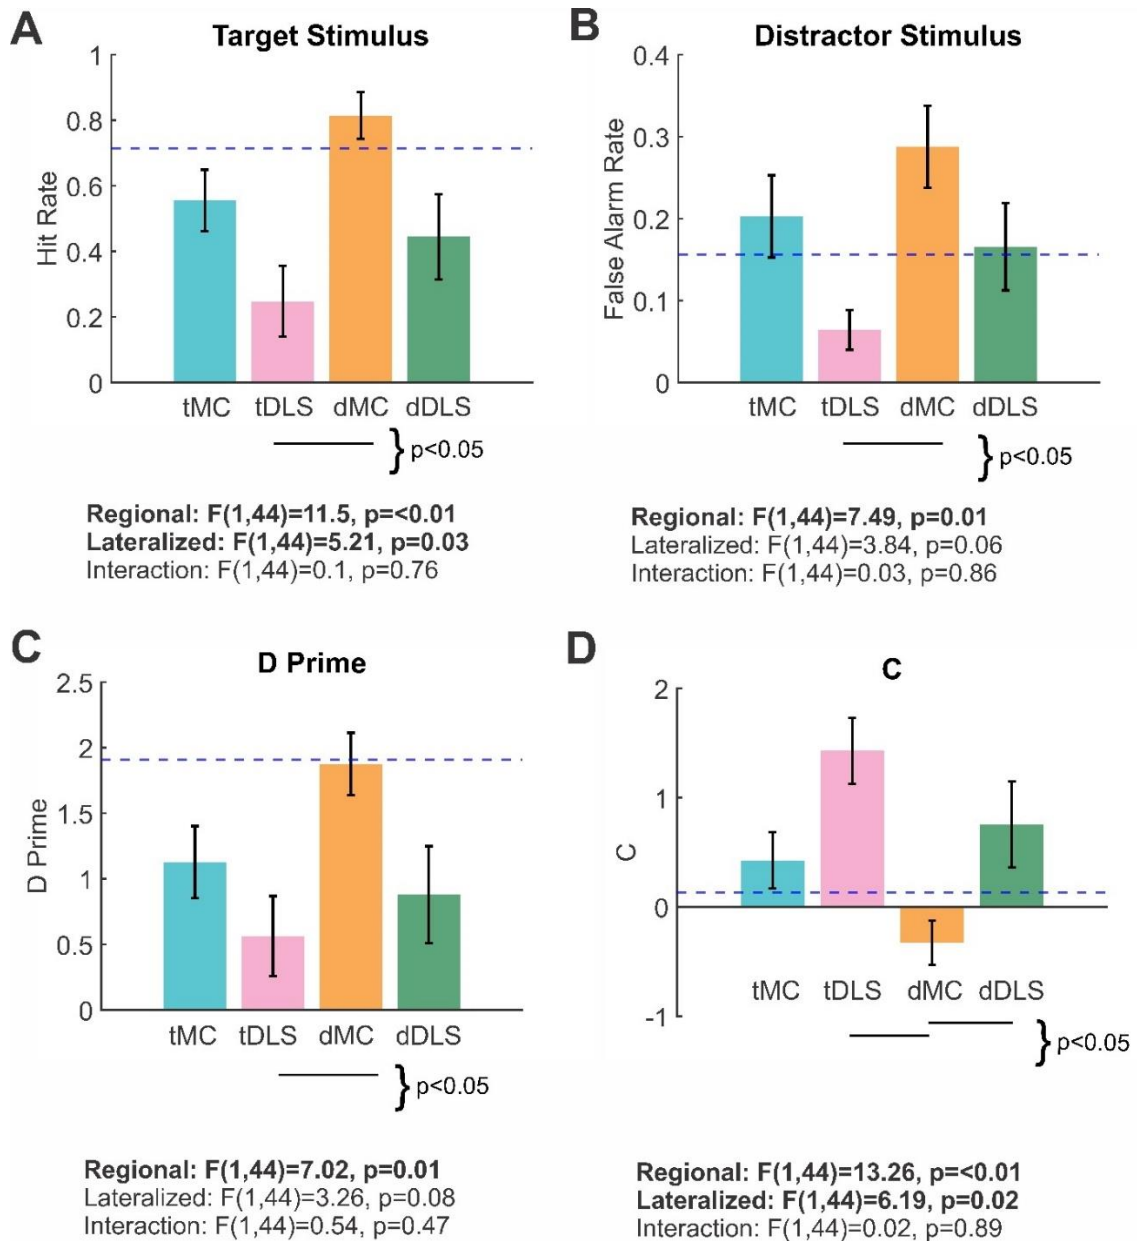 A
Target Stimulus
1
0.8
0.6
0.4
0.2
0
Hit Rate
tMC tDLS dMC dDLS
} p<0.05
Regional: F(1,44)=11.5, p=<0.01
Lateralized: F(1,44)=5.21, p=0.03
Interaction: F(1,44)=0.1, p=0.76
B
Distractor Stimulus
0.4
0.3
0.2
0.1
0
False Alarm Rate
tMC tDLS dMC dDLS
} p<0.05
Regional: F(1,44)=7.49, p=0.01
Lateralized: F(1,44)=3.84, p=0.06
Interaction: F(1,44)=0.03, p=0.86
C
D Prime
2.5
2
1.5
1
0.5
0
D Prime
tMC tDLS dMC dDLS
} p<0.05
Regional: F(1,44)=7.02, p=0.01
Lateralized: F(1,44)=3.26, p=0.08
Interaction: F(1,44)=0.54, p=0.47
D
C
2
1
0
-1
C
tMC tDLS dMC dDLS
} p<0.05
Regional: F(1,44)=13.26, p=<0.01
Lateralized: F(1,44)=6.19, p=0.02
Interaction: F(1,44)=0.02, p=0.89